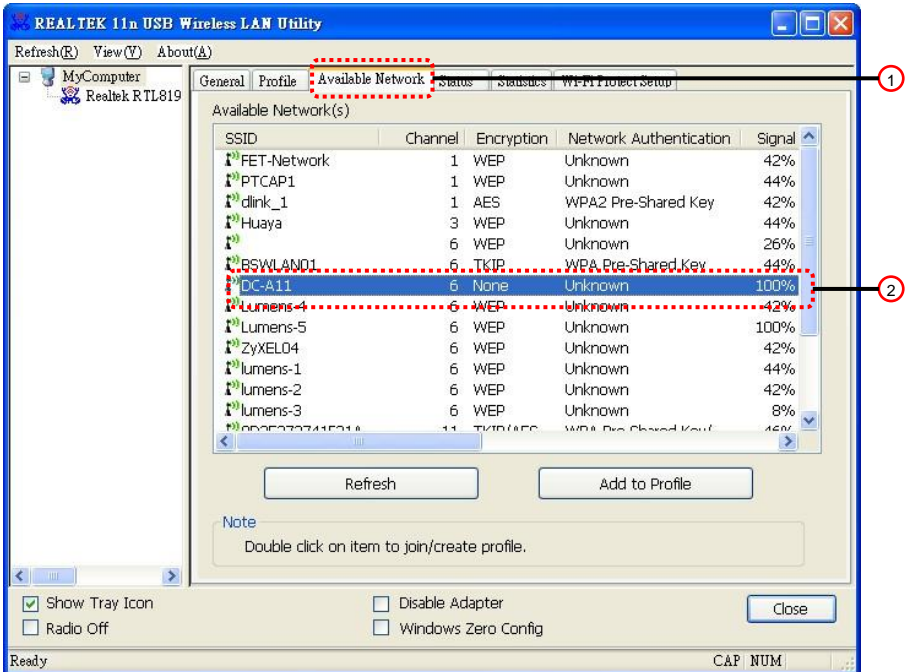 REALTEK 11n USB Wireless LAN Utility
Refresh(R) View(V) About(A)
MyComputer
Realtek RTL819
General Profile Available Network Status Statistics Wi-Fi Protect Setup
1
Available Network(s)
SSID Channel Encryption Network Authentication Signal
FET-Network 1 WEP Unknown 42%
PTCAP1 1 WEP Unknown 44%
dlink_1 1 AES WPA2 Pre-Shared Key 42%
Huaya 3 WEP Unknown 44%
6 WEP Unknown 26%
BSWLAN01 6 TKIP WPA Pre-Shared Key 44%
DC-A11 6 None Unknown 100%
2
Lumens-4 6 WEP Unknown 42%
Lumens-5 6 WEP Unknown 100%
ZyXEL04 6 WEP Unknown 42%
lumens-1 6 WEP Unknown 44%
lumens-2 6 WEP Unknown 42%
lumens-3 6 WEP Unknown 8%
11 46%
Refresh Add to Profile
Note
Double click on item to join/create profile.
Show Tray Icon Disable Adapter Close
Radio Off Windows Zero Config
Ready CAP NUM